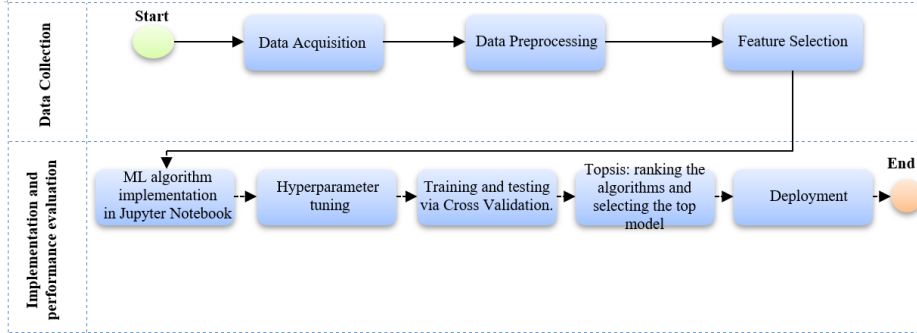 Data Collection
Start
Data Acquisition
Data Preprocessing
Feature Selection
Implementation and
performance evaluation
ML algorithm
implementation
in Jupyter Notebook
Hyperparameter
tuning
Training and testing
via Cross Validation.
Topsis: ranking the
algorithms and
selecting the top
model
Deployment
End